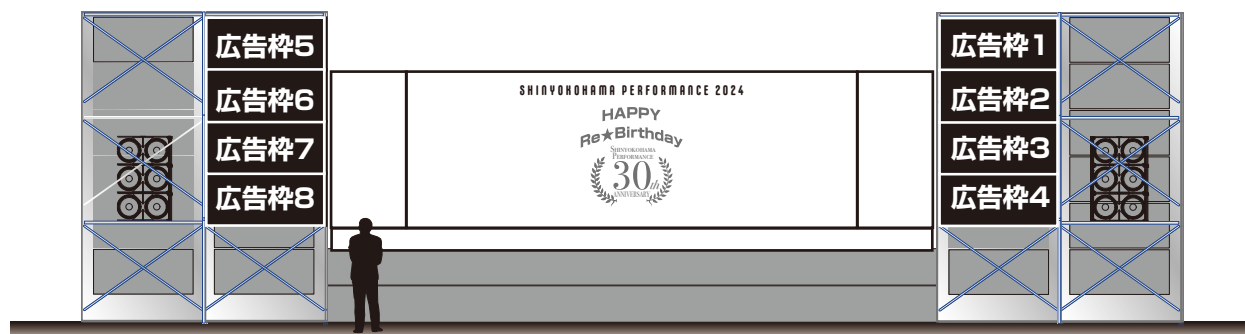 広告枠5
広告枠6
広告枠7
広告枠8
SHINYOKOHAMA PERFORMANCE 2024
HAPPY
Re★Birthday
SHINYOKOHAMA
PERFORMANCE
30th
ANNIVERSARY
広告枠1
広告枠2
広告枠3
広告枠4